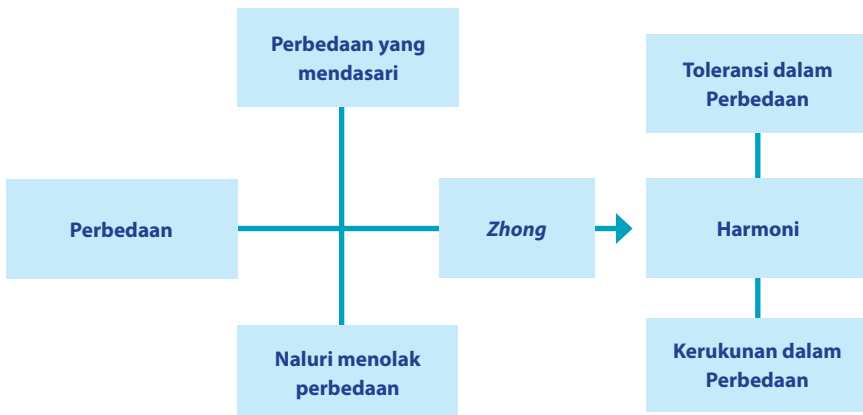 Perbedaan yang
mendasari
Toleransi dalam
Perbedaan
Perbedaan
Zhong
Harmoni
Naluri menolak
perbedaan
Kerukunan dalam
Perbedaan